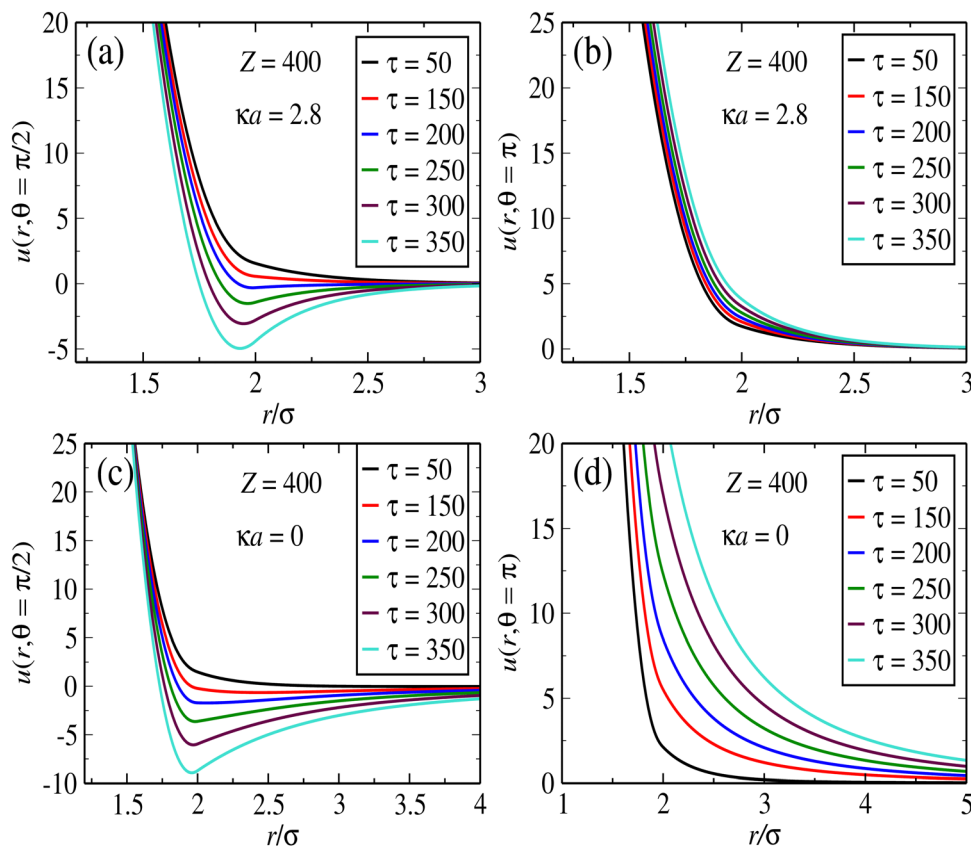 (a)
Z = 400
κa = 2.8
τ = 50
τ = 150
τ = 200
τ = 250
τ = 300
τ = 350
u(r,θ = π/2)
20
15
10
5
0
-5
1.5
2
2.5
3
r/σ
(b)
Z = 400
κa = 2.8
τ = 50
τ = 150
τ = 200
τ = 250
τ = 300
τ = 350
u(r,θ = π)
25
20
15
10
5
0
1.5
2
2.5
3
r/σ
(c)
Z = 400
κa = 0
τ = 50
τ = 150
τ = 200
τ = 250
τ = 300
τ = 350
u(r,θ = π/2)
25
20
15
10
5
0
-5
-10
1.5
2
2.5
3
3.5
4
r/σ
(d)
Z = 400
κa = 0
τ = 50
τ = 150
τ = 200
τ = 250
τ = 300
τ = 350
u(r,θ = π)
20
15
10
5
0
1
2
3
4
5
r/σ